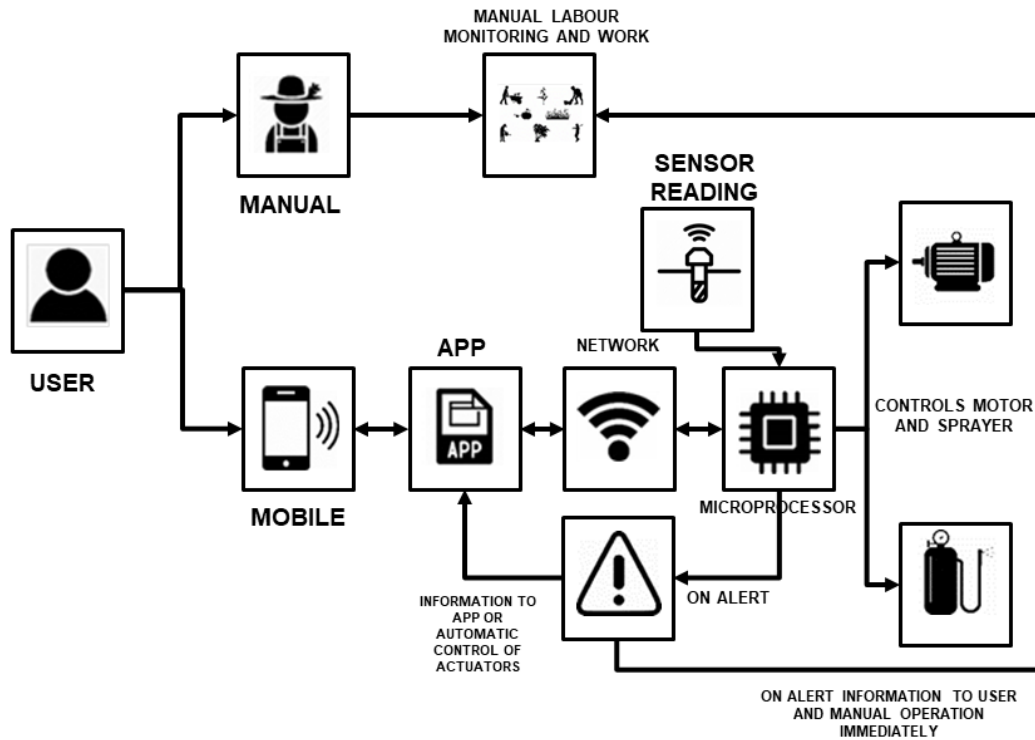 MANUAL LABOUR
MONITORING AND WORK
MANUAL
SENSOR
READING
USER
APP
NETWORK
APP
CONTROLS MOTOR
AND SPRAYER
MOBILE
MICROPROCESSOR
ON ALERT
INFORMATION TO
APP OR
AUTOMATIC
CONTROL OF
ACTUATORS
ON ALERT INFORMATION TO USER
AND MANUAL OPERATION
IMMEDIATELY